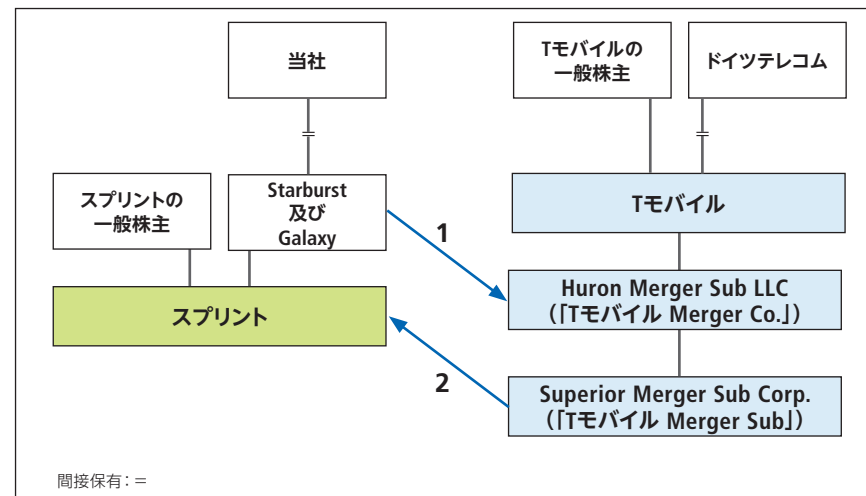 当社
Tモバイルの
一般株主
ドイツテレコム
スプリントの
一般株主
Starburst
及び
Galaxy
Tモバイル
1
Huron Merger Sub LLC
(「Tモバイル Merger Co.」)
スプリント
2
Superior Merger Sub Corp.
(「Tモバイル Merger Sub」)
間接保有：＝